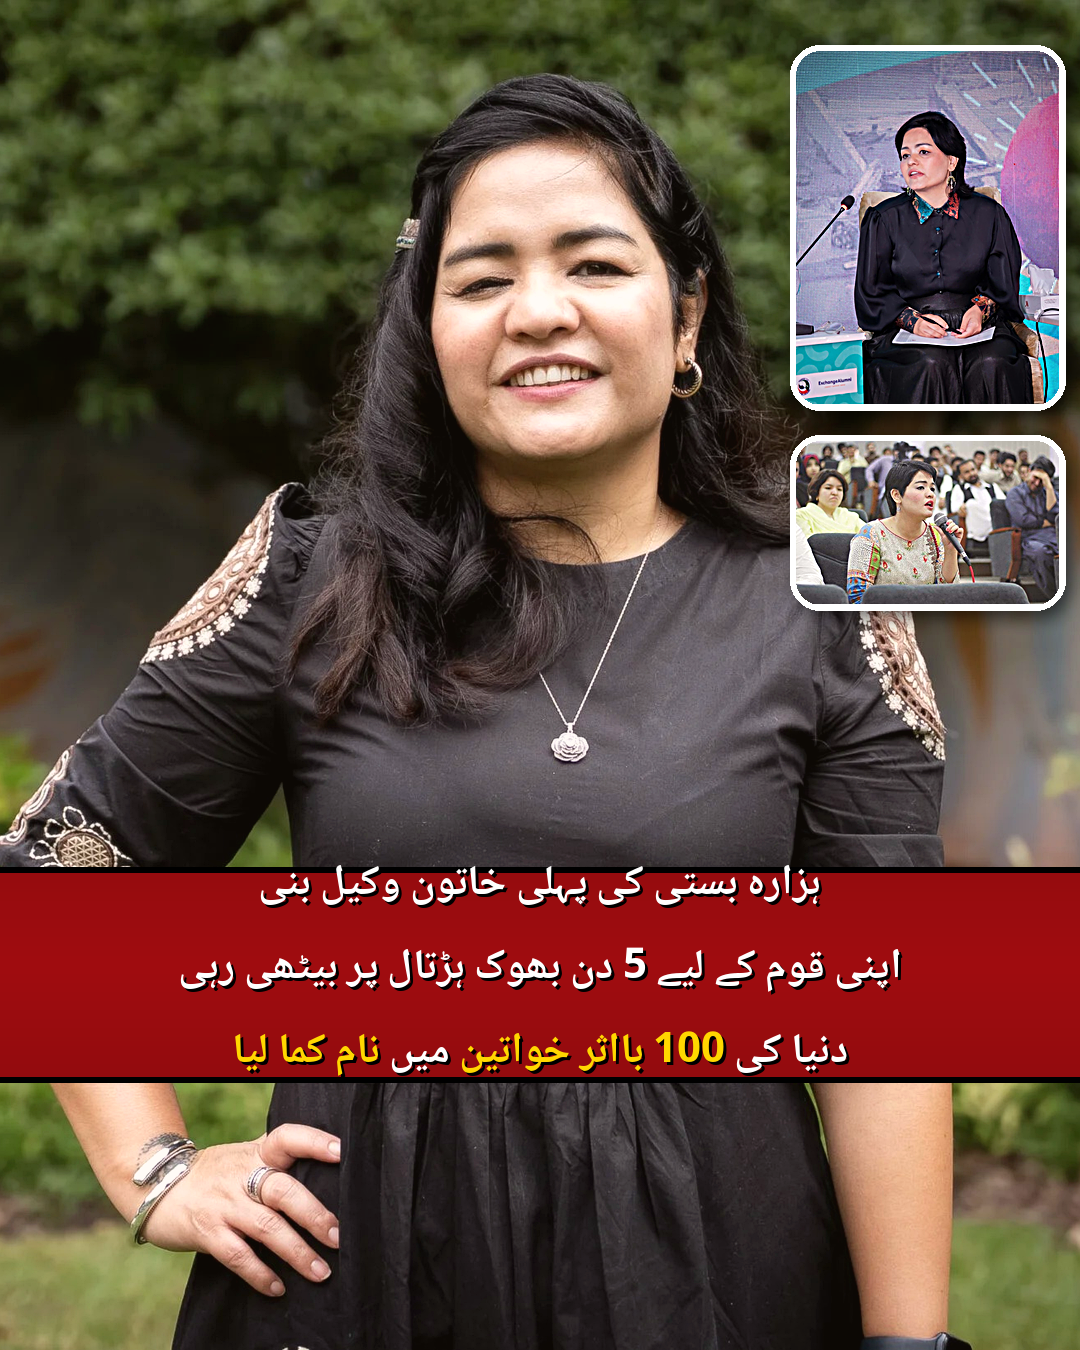 ExchangeAlumni
ہزارہ بستی کی پہلی خاتون وکیل بنی
اپنی قوم کے لیے 5 دن بھوک ہڑتال پر بیٹھی رہی
دنیا کی 100 بااثر خواتین میں نام کما لیا